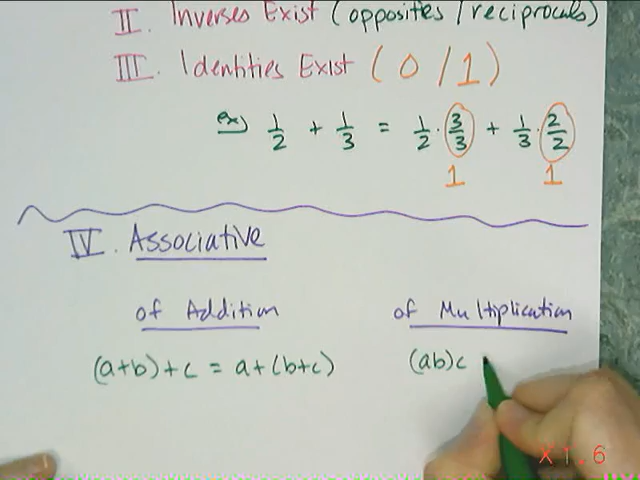 II. Inverses Exist (opposites / reciprocals)
III. Identities Exist (0 / 1)
ex) 1/2 + 1/3 = 1/2 · 3/3 + 1/3 · 2/2
1 1
IV. Associative
of Addition of Multiplication
(a+b)+c = a+(b+c) (ab)c
X1.6